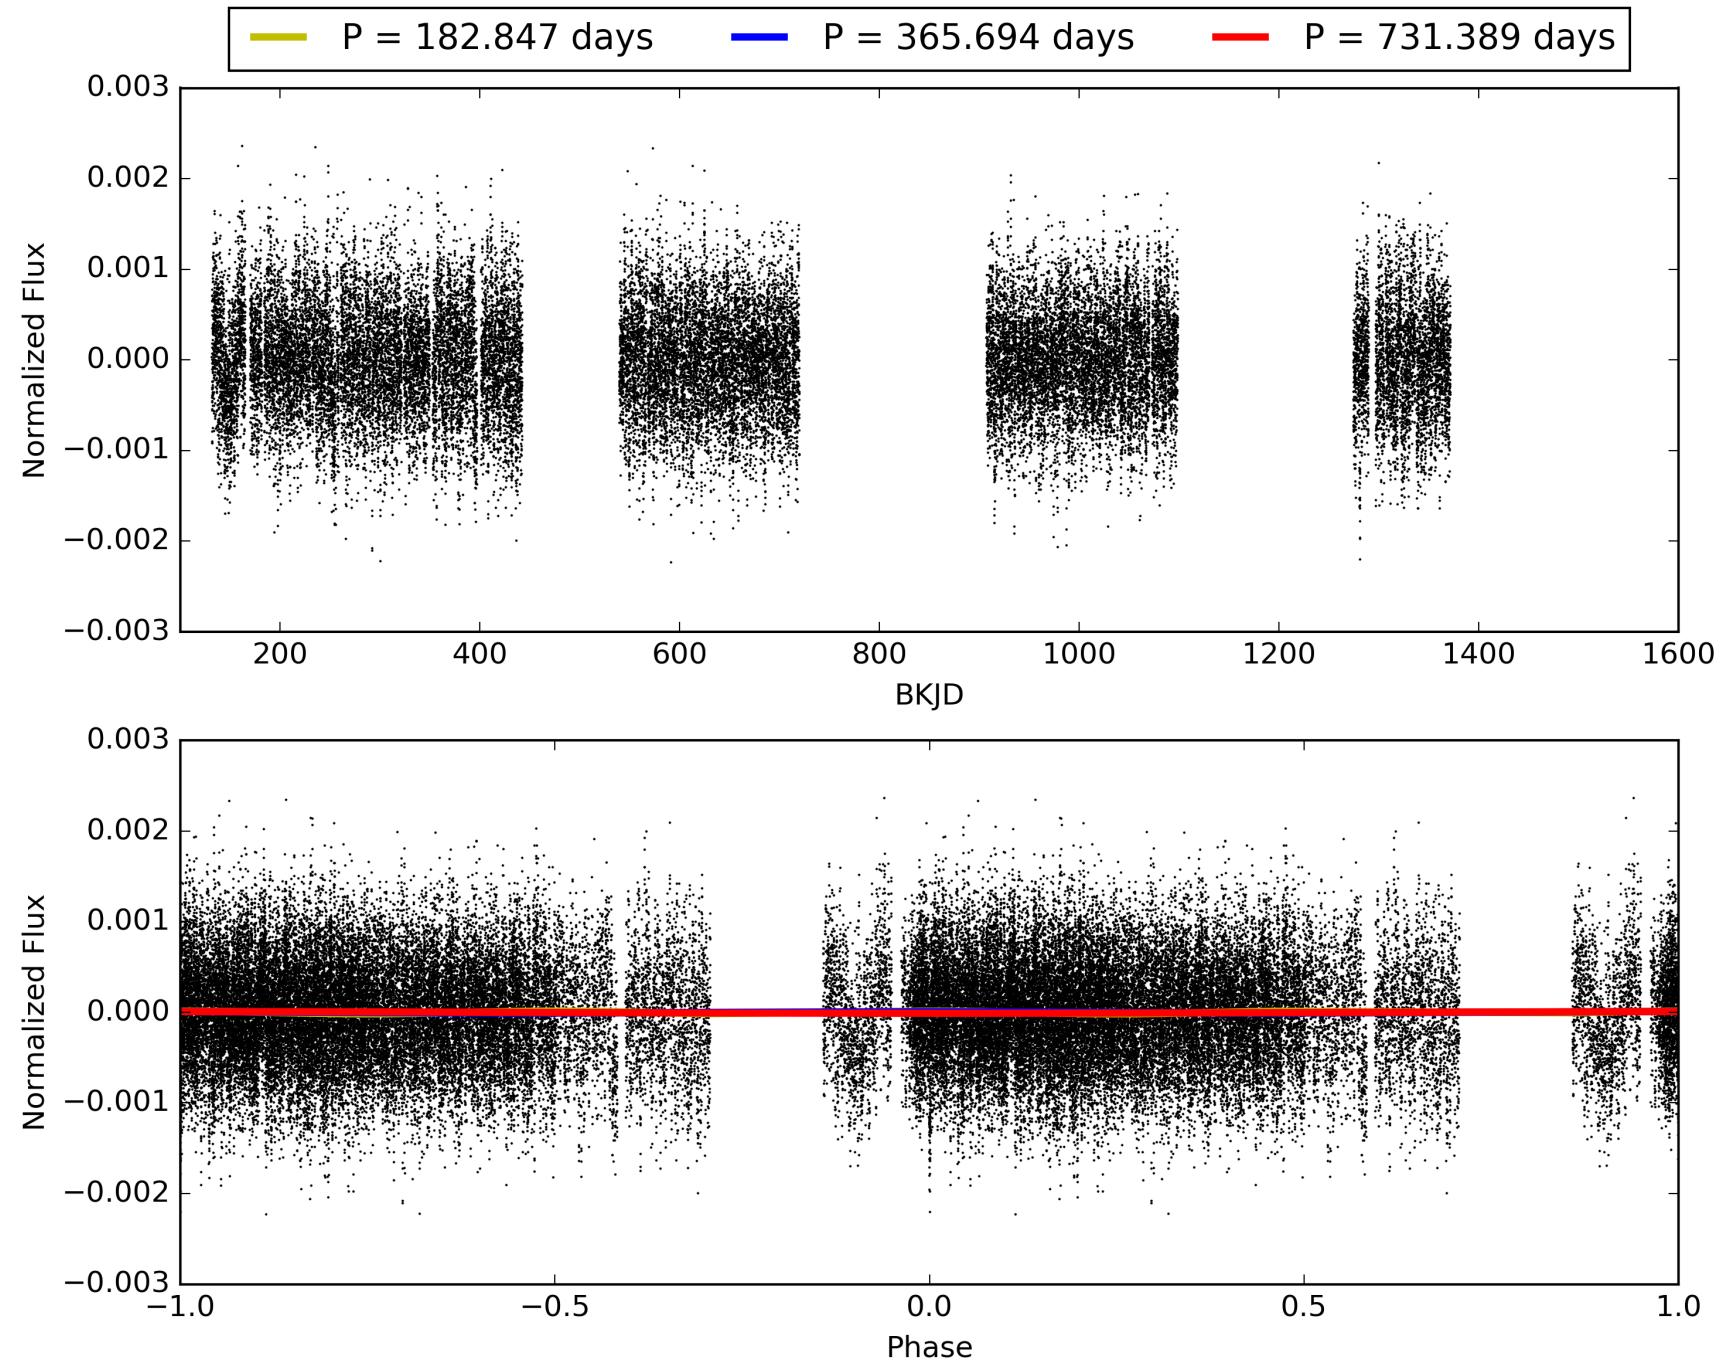 P = 182.847 days P = 365.694 days P = 731.389 days
0.003
0.002
0.001
0.000
−0.001
−0.002
−0.003
Normalized Flux
200 400 600 800 1000 1200 1400 1600
BKJD
0.003
0.002
0.001
0.000
−0.001
−0.002
−0.003
Normalized Flux
−1.0 −0.5 0.0 0.5 1.0
Phase